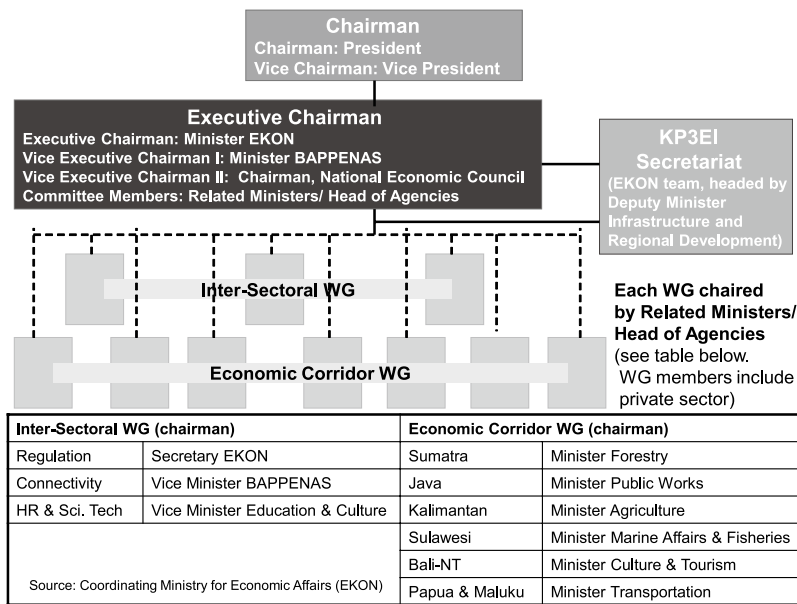 Chairman
Chairman: President
Vice Chairman: Vice President
Executive Chairman
Executive Chairman: Minister EKON
Vice Executive Chairman I: Minister BAPPENAS
Vice Executive Chairman II:  Chairman, National Economic Council
Committee Members: Related Ministers/ Head of Agencies
KP3EI
Secretariat
(EKON team, headed by
Deputy Minister
Infrastructure and
Regional Development)
Inter-Sectoral WG
Each WG chaired
by Related Ministers/
Head of Agencies
(see table below.
WG members include
private sector)
Economic Corridor WG
Inter-Sectoral WG (chairman) Economic Corridor WG (chairman)
Regulation Secretary EKON Sumatra Minister Forestry
Connectivity Vice Minister BAPPENAS Java Minister Public Works
HR & Sci. Tech Vice Minister Education & Culture Kalimantan Minister Agriculture
Sulawesi Minister Marine Affairs & Fisheries
Bali-NT Minister Culture & Tourism
Source: Coordinating Ministry for Economic Affairs (EKON) Papua & Maluku Minister Transportation